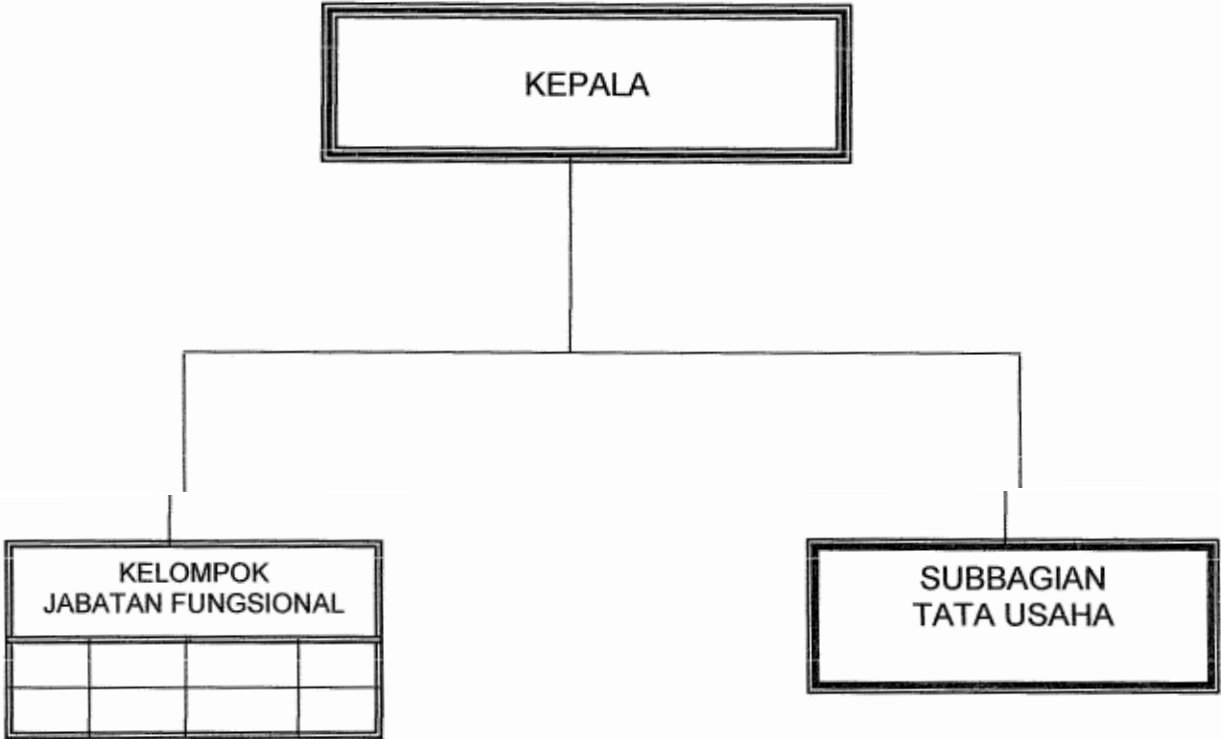 KEPALA
KELOMPOK
JABATAN FUNGSIONAL
SUBBAGIAN
TATA USAHA